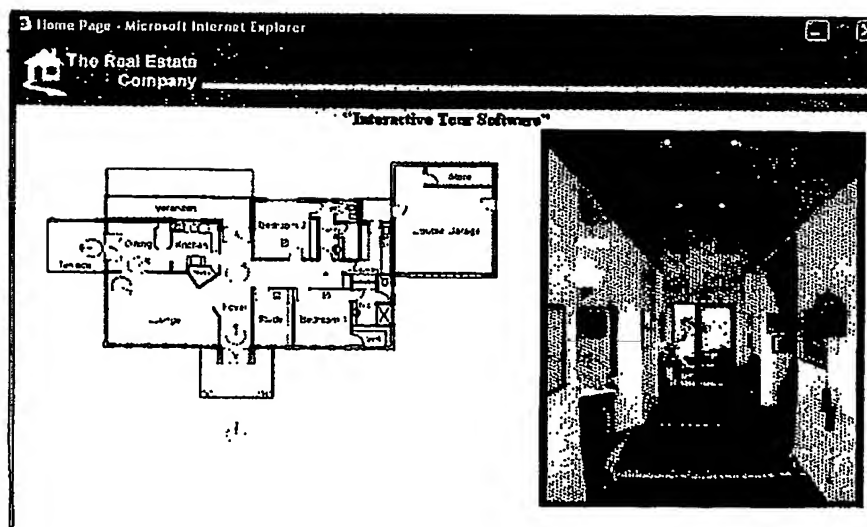 Home Page - Microsoft Internet Explorer
The Real Estate
Company
"Interactive Tour Software"
Store
Verandah
Bedroom 2
Double Garage
Dining
Kitchen
Terrace
Lounge
Foyer
Study
Bedroom 1